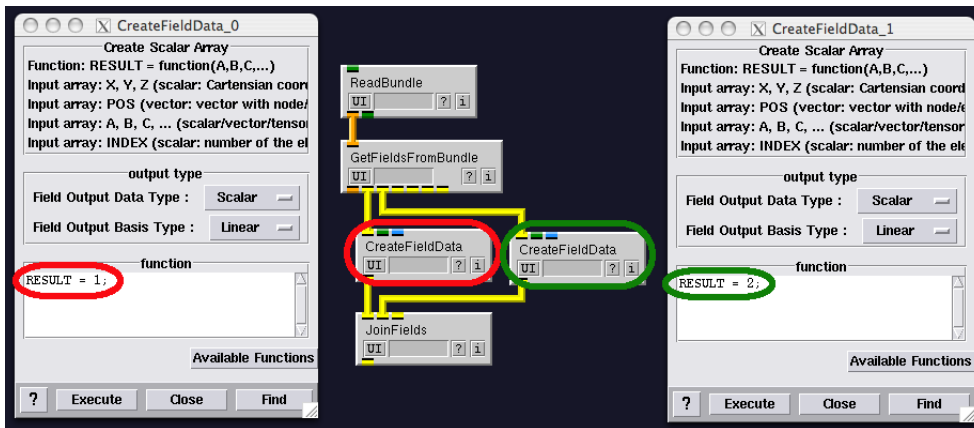 CreateFieldData_0
Create Scalar Array
Function: RESULT = function(A,B,C,...)
Input array: X, Y, Z (scalar: Cartensian coord
Input array: POS (vector: vector with node/
Input array: A, B, C, ... (scalar/vector/tensor
Input array: INDEX (scalar: number of the el
output type
Field Output Data Type : Scalar
Field Output Basis Type : Linear
function
RESULT = 1;
Available Functions
? Execute Close Find
ReadBundle
UI ? i
GetFieldsFromBundle
UI ? i
CreateFieldData
UI ? i
CreateFieldData
UI ? i
JoinFields
UI ? i
CreateFieldData_1
Create Scalar Array
Function: RESULT = function(A,B,C,...)
Input array: X, Y, Z (scalar: Cartensian coord
Input array: POS (vector: vector with node/e
Input array: A, B, C, ... (scalar/vector/tensor
Input array: INDEX (scalar: number of the ele
output type
Field Output Data Type : Scalar
Field Output Basis Type : Linear
function
RESULT = 2;
Available Functions
? Execute Close Find